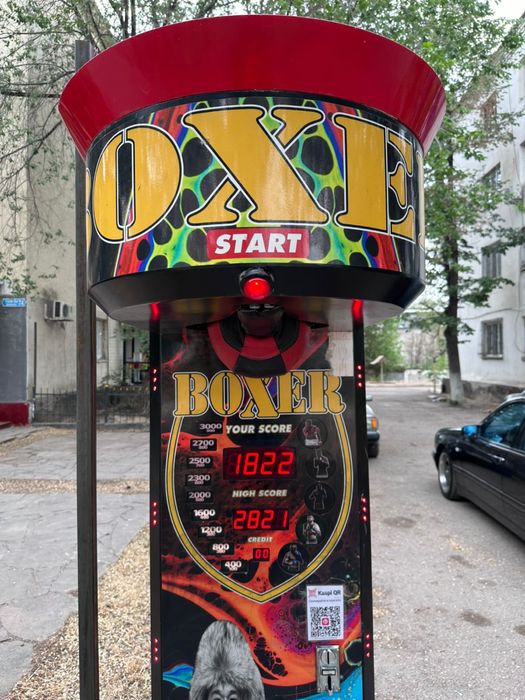 BOXER
START
BOXER
3000
YOUR SCORE
2700
2500
1822
2300
HIGH SCORE
2000
1600
2821
1200
CREDIT
800
00
400
Kaspi QR